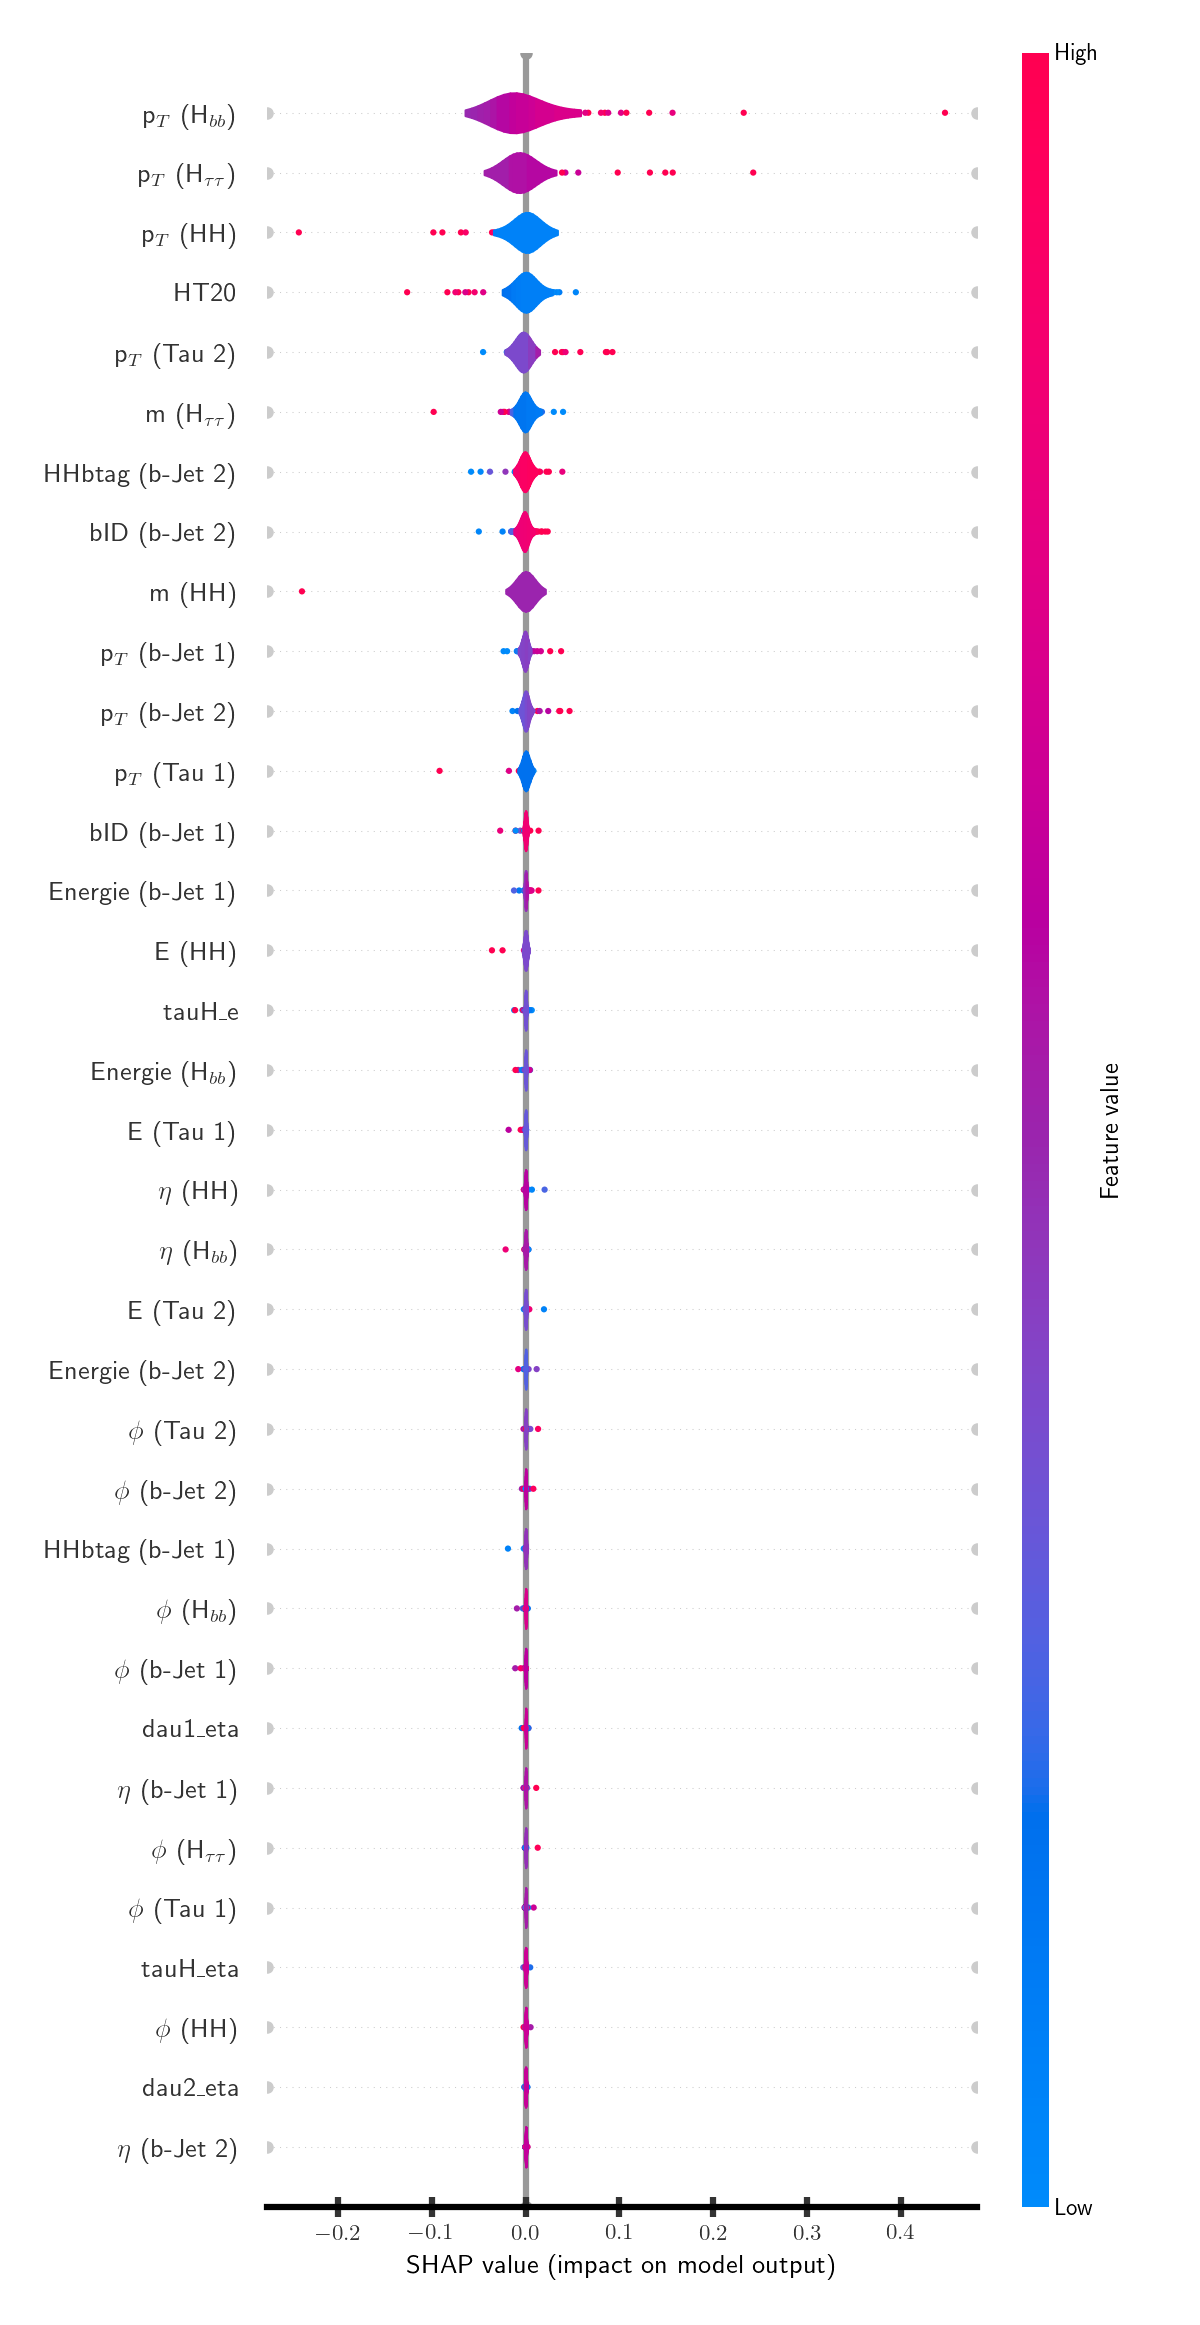 High
p_T (H_bb)
p_T (H_ττ)
p_T (HH)
HT20
p_T (Tau 2)
m (H_ττ)
HHbtag (b-Jet 2)
bID (b-Jet 2)
m (HH)
p_T (b-Jet 1)
p_T (b-Jet 2)
p_T (Tau 1)
bID (b-Jet 1)
Energie (b-Jet 1)
E (HH)
tauH_e
Energie (H_bb)
E (Tau 1)
η (HH)
η (H_bb)
E (Tau 2)
Energie (b-Jet 2)
ϕ (Tau 2)
ϕ (b-Jet 2)
HHbtag (b-Jet 1)
ϕ (H_bb)
ϕ (b-Jet 1)
dau1_eta
η (b-Jet 1)
ϕ (H_ττ)
ϕ (Tau 1)
tauH_eta
ϕ (HH)
dau2_eta
η (b-Jet 2)
Feature value
Low
−0.2 −0.1 0.0 0.1 0.2 0.3 0.4
SHAP value (impact on model output)